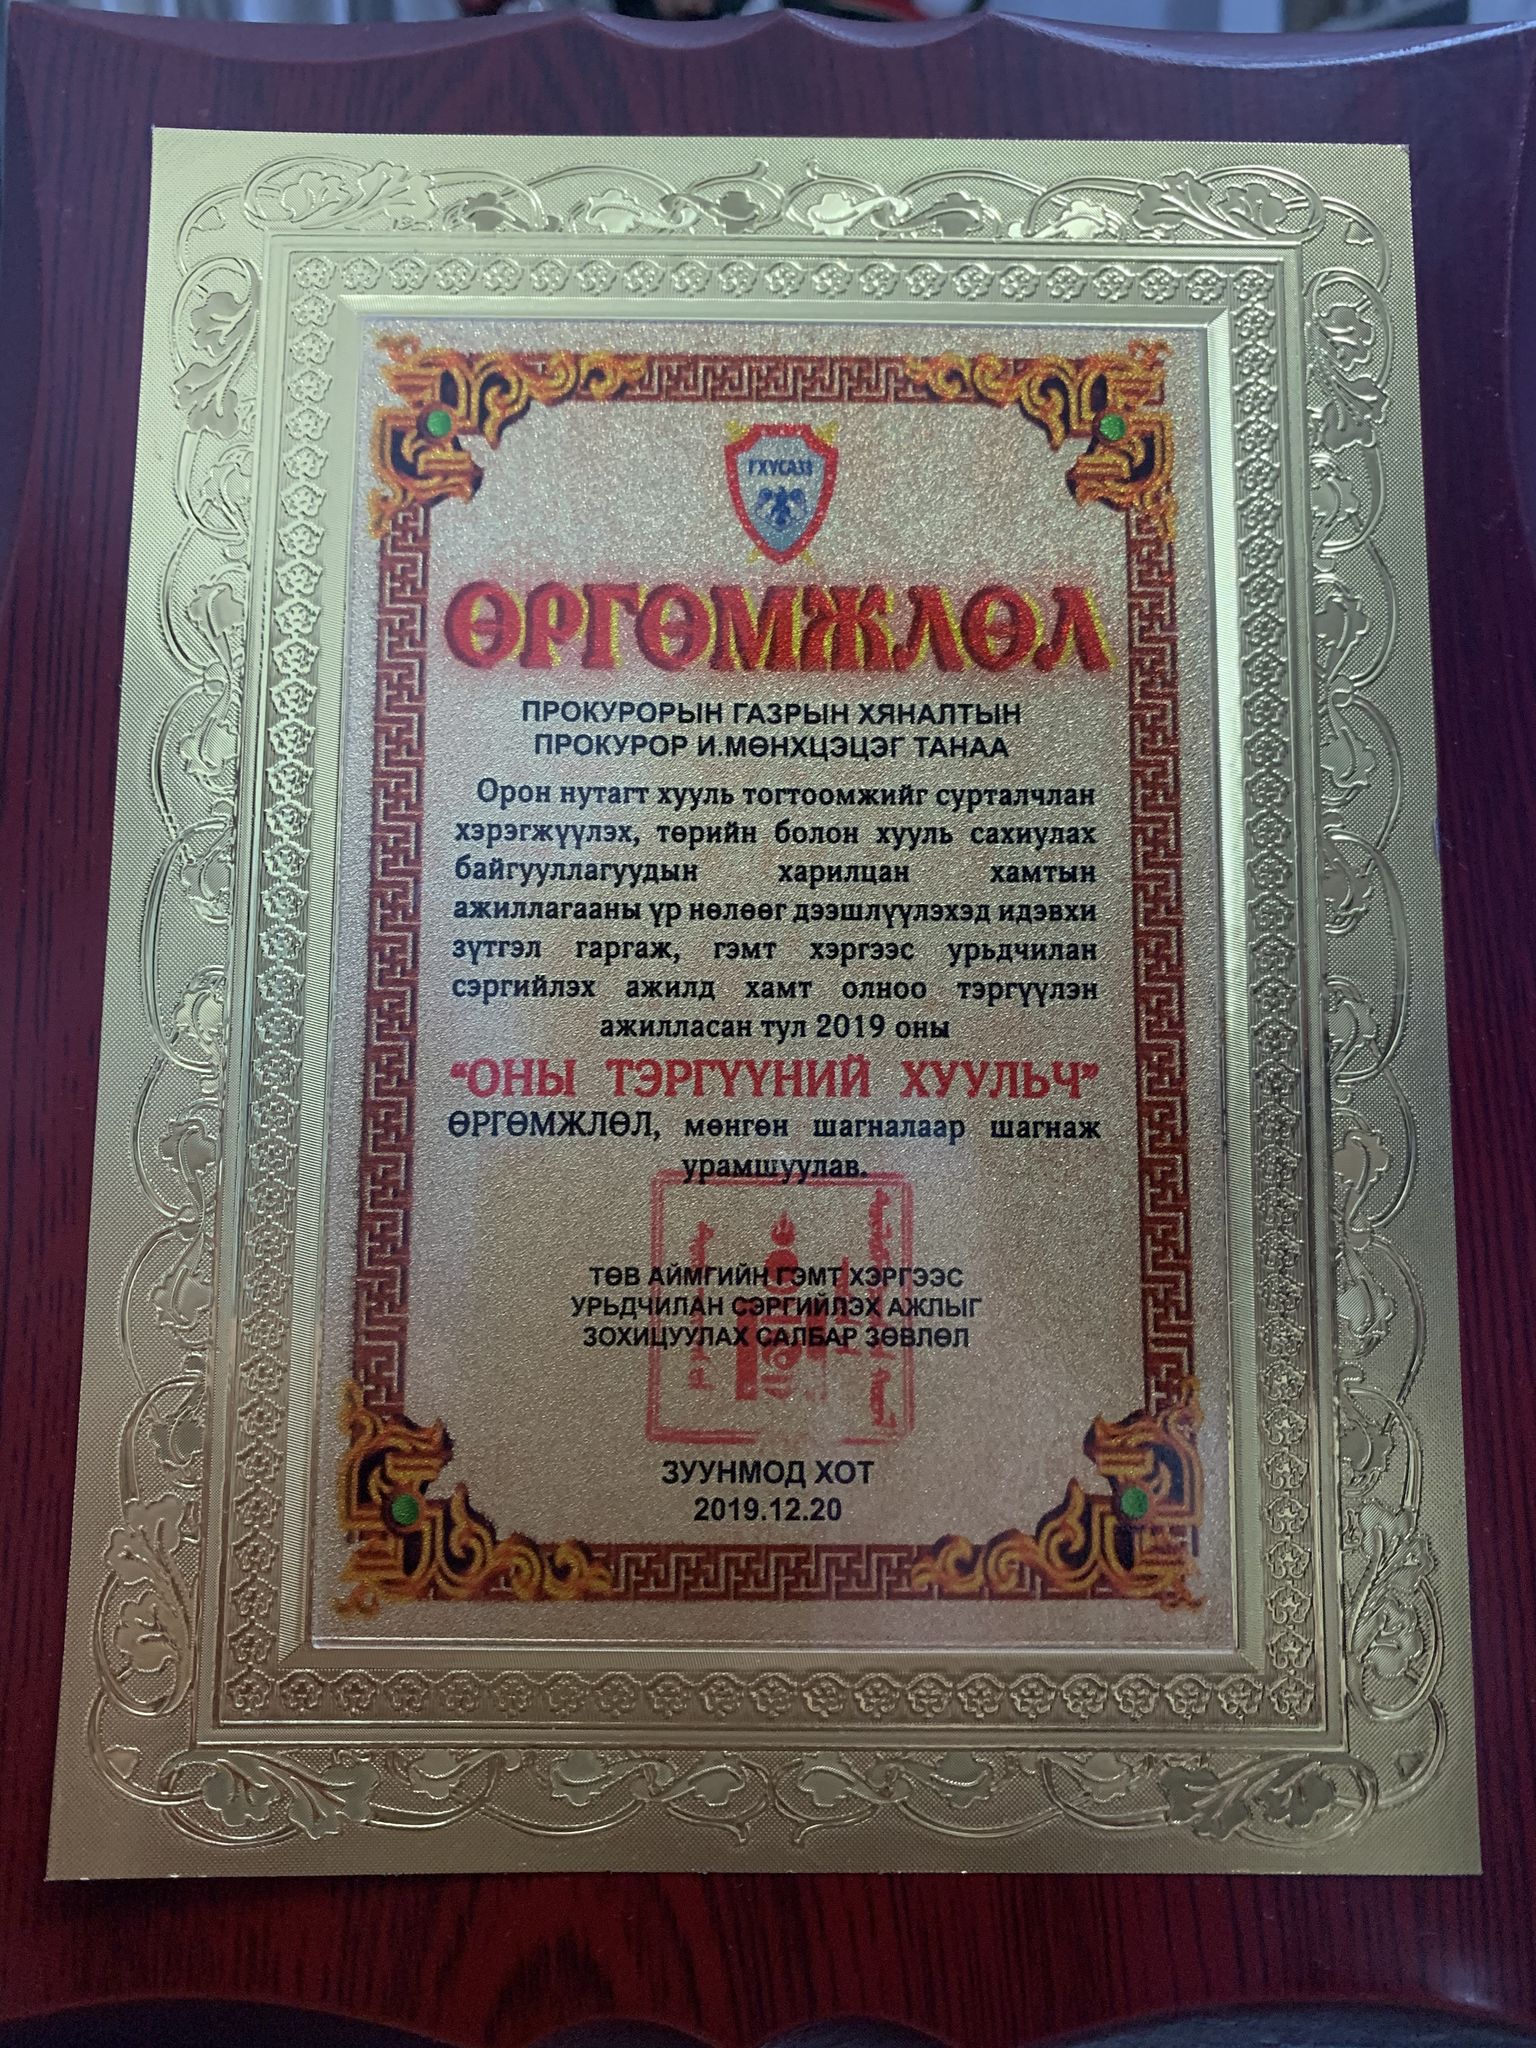 ГХУСАЗЗ
ӨРГӨМЖЛӨЛ
ПРОКУРОРЫН ГАЗРЫН ХЯНАЛТЫН
ПРОКУРОР И.МӨНХЦЭЦЭГ ТАНАА
Орон нутагт хууль тогтоомжийг сурталчлан
хэрэгжүүлэх, төрийн болон хууль сахиулах
байгууллагуудын харилцан хамтын
ажиллагааны үр нөлөөг дээшлүүлэхэд идэвхи
зүтгэл гаргаж, гэмт хэргээс урьдчилан
сэргийлэх ажилд хамт олноо тэргүүлэн
ажилласан тул 2019 оны
“ОНЫ ТЭРГҮҮНИЙ ХУУЛЬЧ”
ӨРГӨМЖЛӨЛ, мөнгөн шагналаар шагнаж
урамшуулав.
ТӨВ АЙМГИЙН ГЭМТ ХЭРГЭЭС
УРЬДЧИЛАН СЭРГИЙЛЭХ АЖЛЫГ
ЗОХИЦУУЛАХ САЛБАР ЗӨВЛӨЛ
ЗУУНМОД ХОТ
2019.12.20